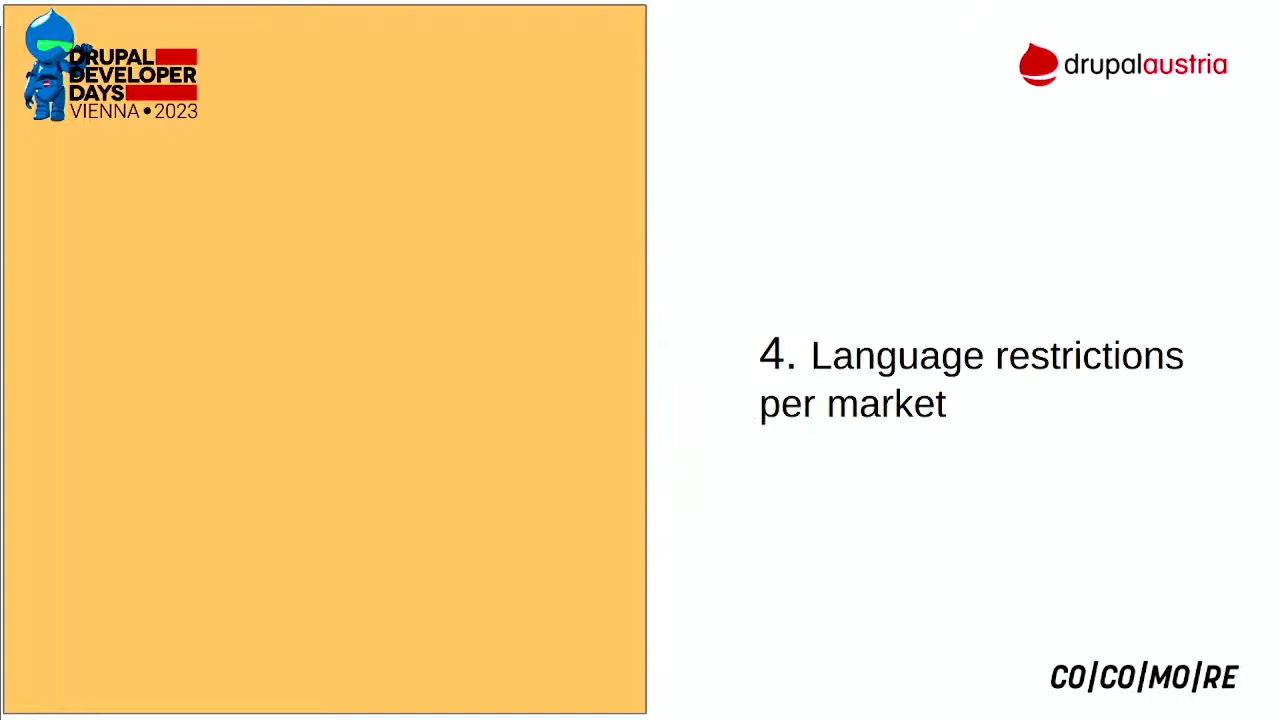 DRUPAL
DEVELOPER
DAYS
VIENNA • 2023
drupalaustria
4. Language restrictions
per market
CO|CO|MO|RE